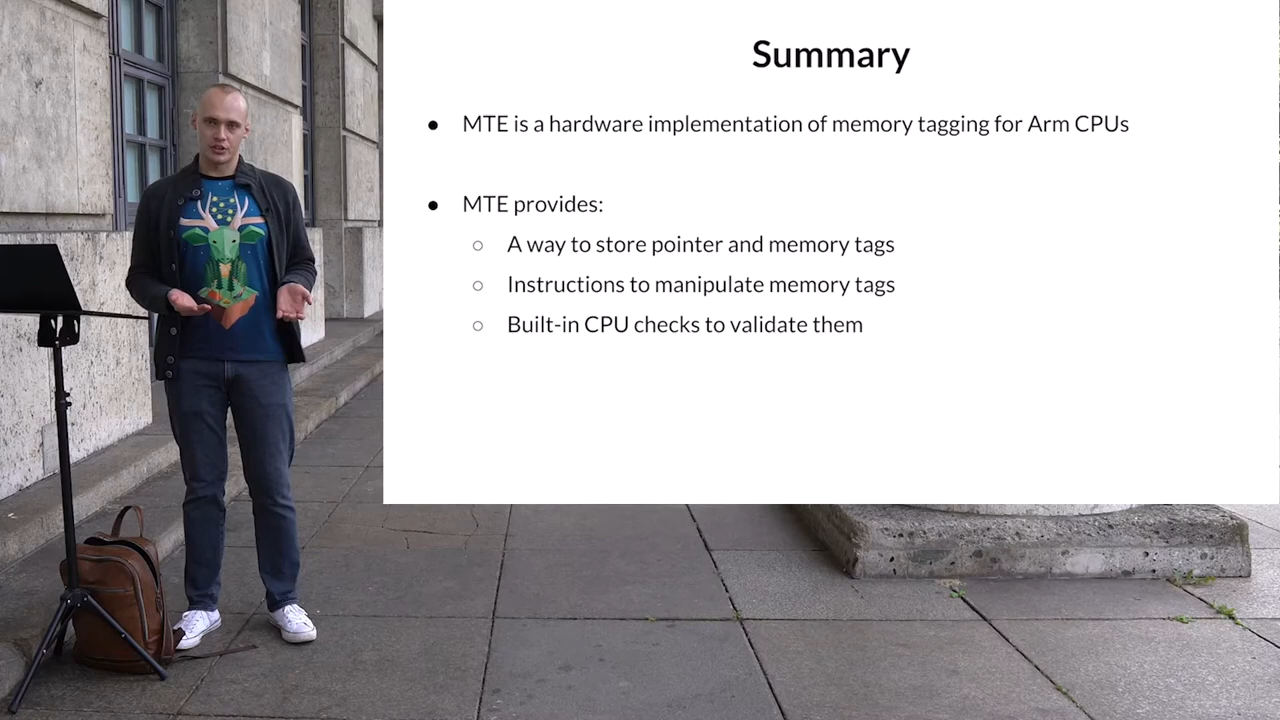 Summary
● MTE is a hardware implementation of memory tagging for Arm CPUs
● MTE provides:
○ A way to store pointer and memory tags
○ Instructions to manipulate memory tags
○ Built-in CPU checks to validate them